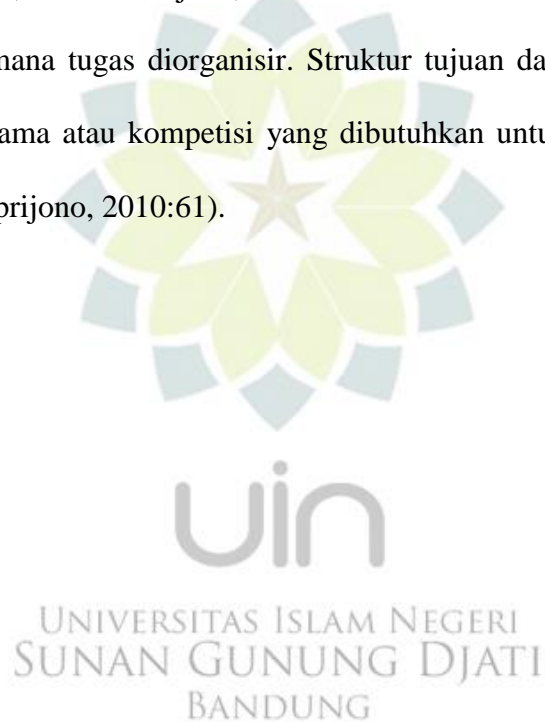 mana tugas diorganisir. Struktur tujuan da
ama atau kompetisi yang dibutuhkan untu
prijono, 2010:61).
uin
UNIVERSITAS ISLAM NEGERI
SUNAN GUNUNG DJATI
BANDUNG